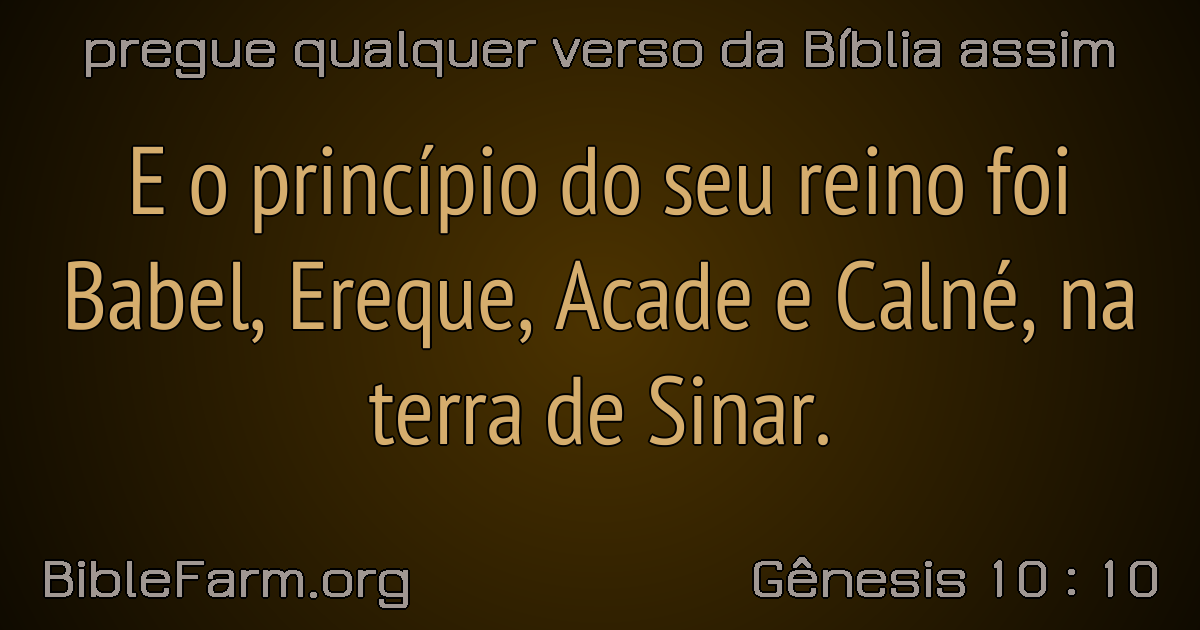 pregue qualquer verso da Bíblia assim
E o princípio do seu reino foi
Babel, Ereque, Acade e Calné, na
terra de Sinar.
BibleFarm.org
Gênesis 10 : 10